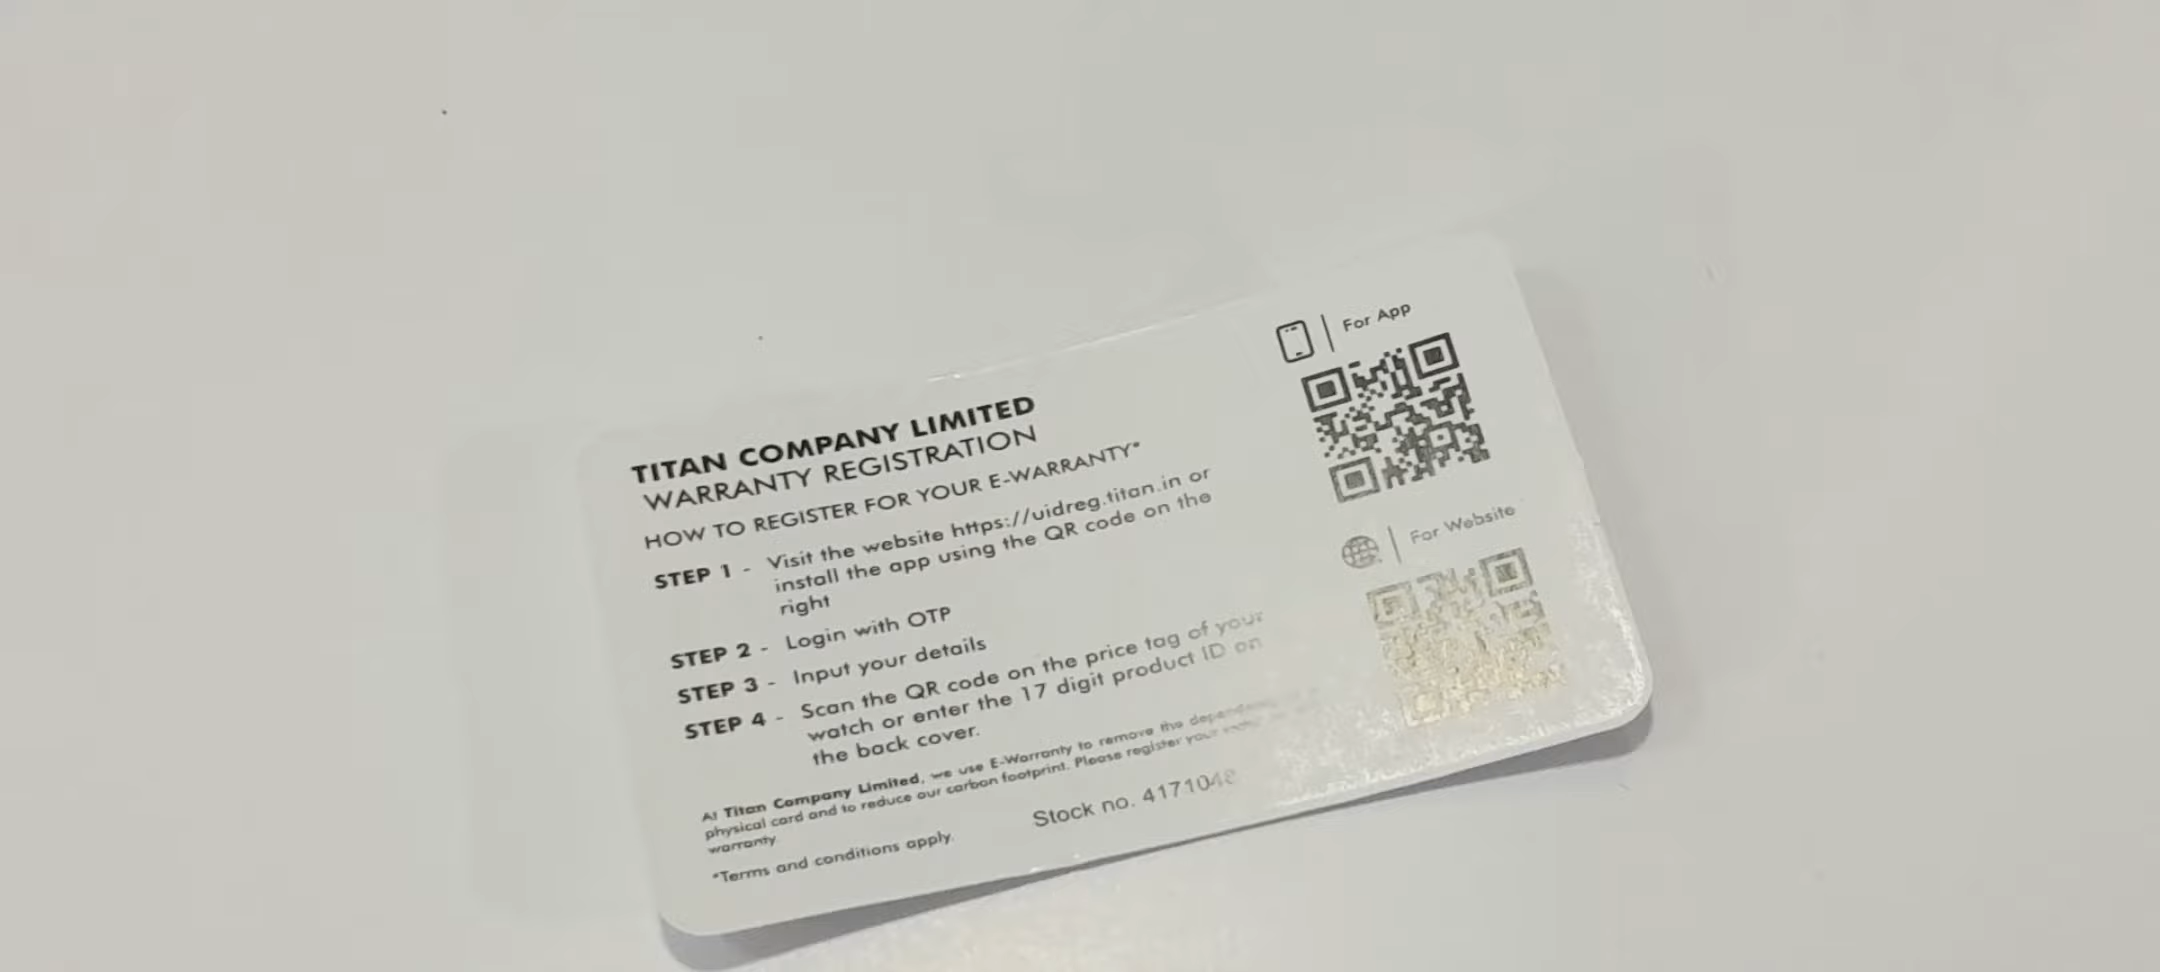 TITAN COMPANY LIMITED
WARRANTY REGISTRATION
HOW TO REGISTER FOR YOUR E-WARRANTY*
STEP 1 - Visit the website https://uidreg.titan.in or
install the app using the QR code on the
right
STEP 2 - Login with OTP
STEP 3 - Input your details
STEP 4 - Scan the QR code on the price tag of your
watch or enter the 17 digit product ID on
the back cover.
At Titan Company Limited, we use E-Warranty to remove the
physical card and to reduce our carbon footprint. Please register your
warranty
*Terms and conditions apply.
Stock no.
For App
For Website